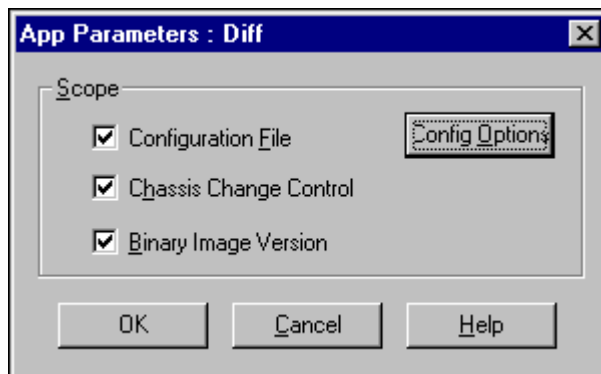 App Parameters : Diff
Scope
Configuration File
Config Options
Chassis Change Control
Binary Image Version
OK
Cancel
Help